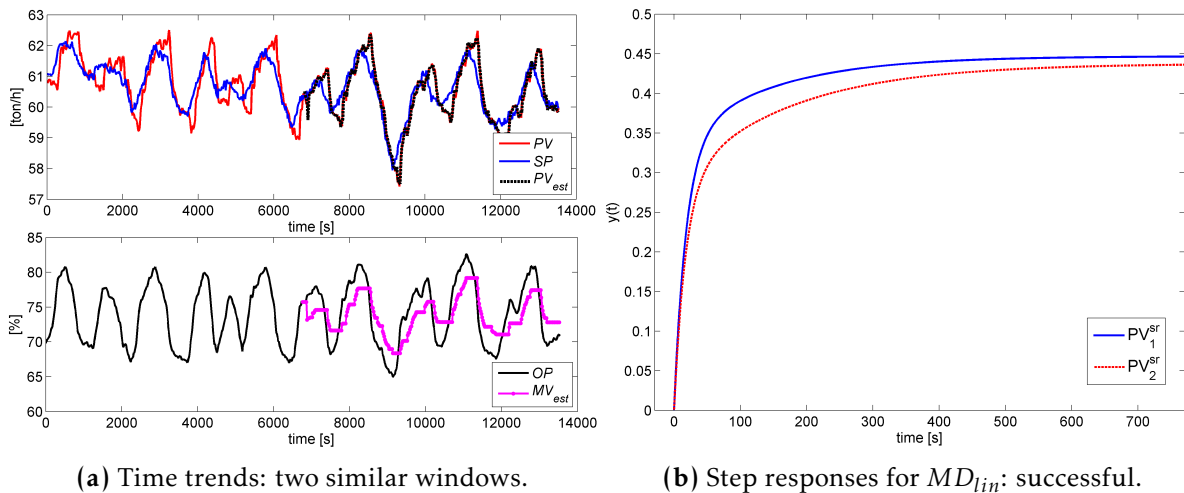 63
62
61
60
59
58
57
[ton/h]
PV
SP
PV_est
0 2000 4000 6000 8000 10000 12000 14000
time [s]
85
80
75
70
65
60
[%]
OP
MV_est
0 2000 4000 6000 8000 10000 12000 14000
time [s]
(a) Time trends: two similar windows.
0.5
0.45
0.4
0.35
0.3
0.25
0.2
0.15
0.1
0.05
0
y(t)
PV_1^sr
PV_2^sr
0 100 200 300 400 500 600 700
time [s]
(b) Step responses for MD_lin: successful.